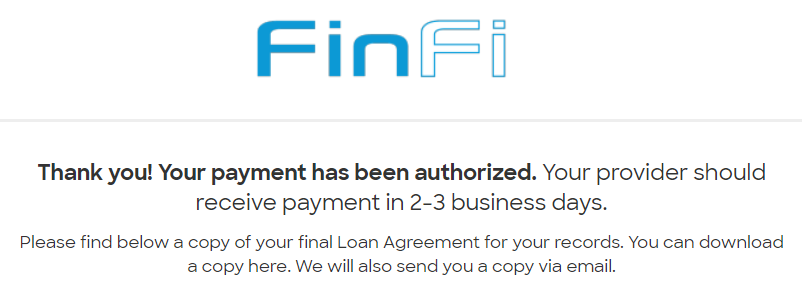 FinFi
Thank you! Your payment has been authorized. Your provider should
receive payment in 2-3 business days.
Please find below a copy of your final Loan Agreement for your records. You can download
a copy here. We will also send you a copy via email.